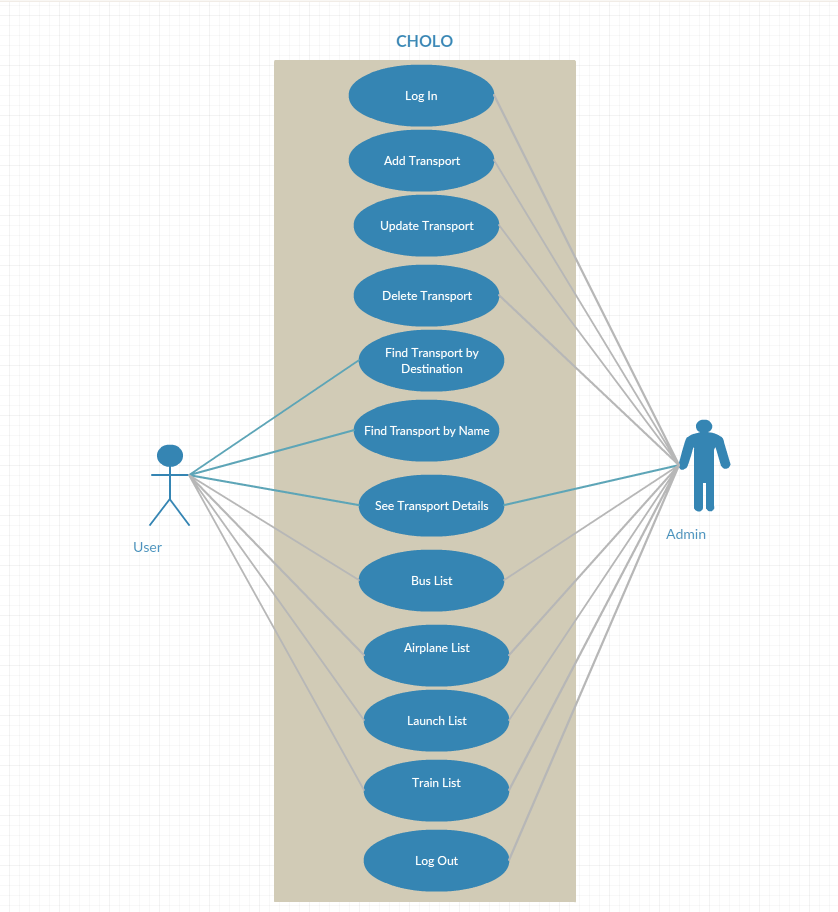 CHOLO
Log In
Add Transport
Update Transport
Delete Transport
Find Transport by
Destination
Find Transport by Name
See Transport Details
User
Admin
Bus List
Airplane List
Launch List
Train List
Log Out